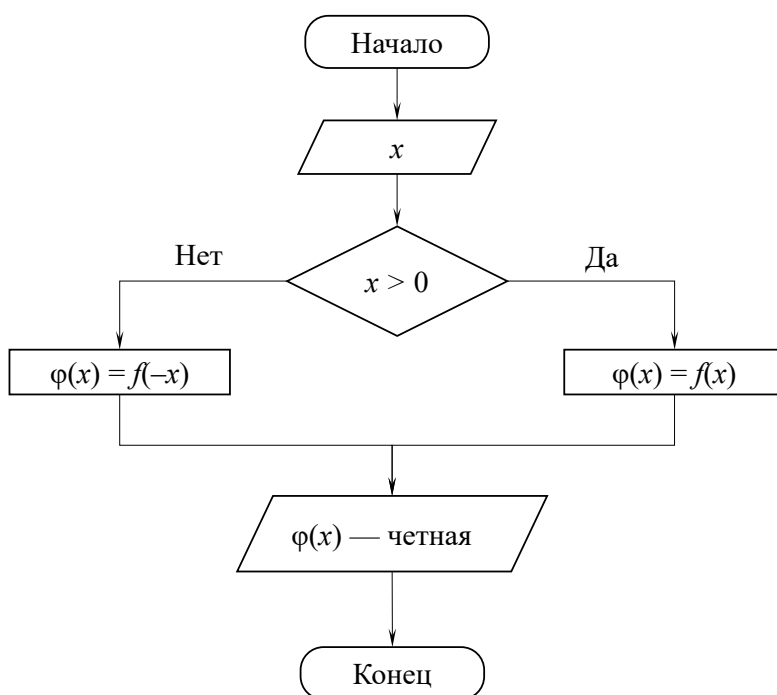 Начало
x
Нет
Да
x > 0
φ(x) = f(–x)
φ(x) = f(x)
φ(x) — четная
Конец